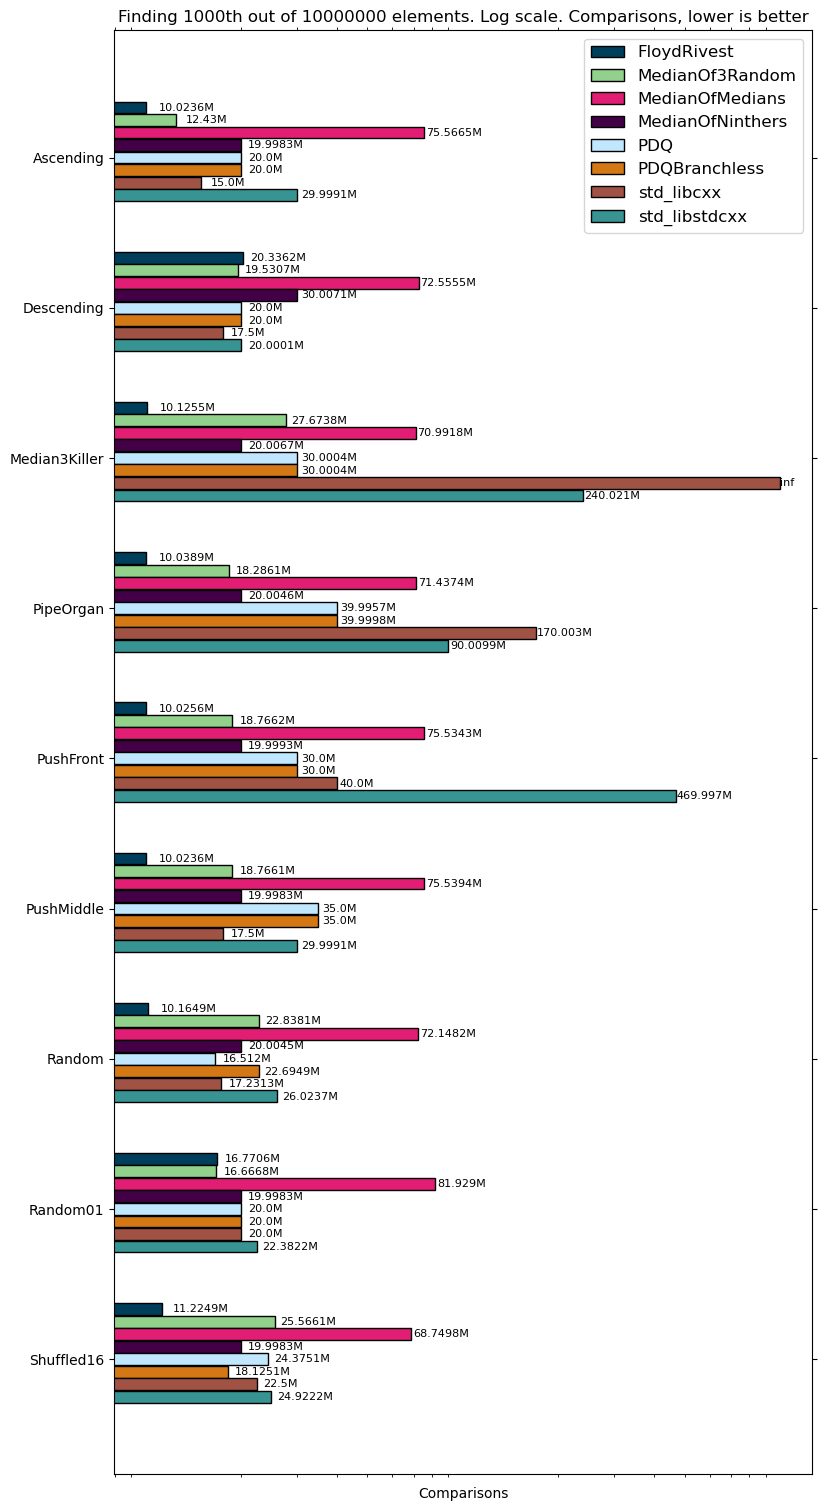 Finding 1000th out of 10000000 elements. Log scale. Comparisons, lower is better
FloydRivest
MedianOf3Random
MedianOfMedians
MedianOfNinthers
PDQ
PDQBranchless
std_libcxx
std_libstdcxx
Ascending
10.0236M
12.43M
75.5665M
19.9983M
20.0M
20.0M
15.0M
29.9991M
Descending
20.3362M
19.5307M
72.5555M
30.0071M
20.0M
20.0M
17.5M
20.0001M
Median3Killer
10.1255M
27.6738M
70.9918M
20.0067M
30.0004M
30.0004M
inf
240.021M
PipeOrgan
10.0389M
18.2861M
71.4374M
20.0046M
39.9957M
39.9998M
170.003M
90.0099M
PushFront
10.0256M
18.7662M
75.5343M
19.9993M
30.0M
30.0M
40.0M
469.997M
PushMiddle
10.0236M
18.7661M
75.5394M
19.9983M
35.0M
35.0M
17.5M
29.9991M
Random
10.1649M
22.8381M
72.1482M
20.0045M
16.512M
22.6949M
17.2313M
26.0237M
Random01
16.7706M
16.6668M
81.929M
19.9983M
20.0M
20.0M
20.0M
22.3822M
Shuffled16
11.2249M
25.5661M
68.7498M
19.9983M
24.3751M
18.1251M
22.5M
24.9222M
Comparisons